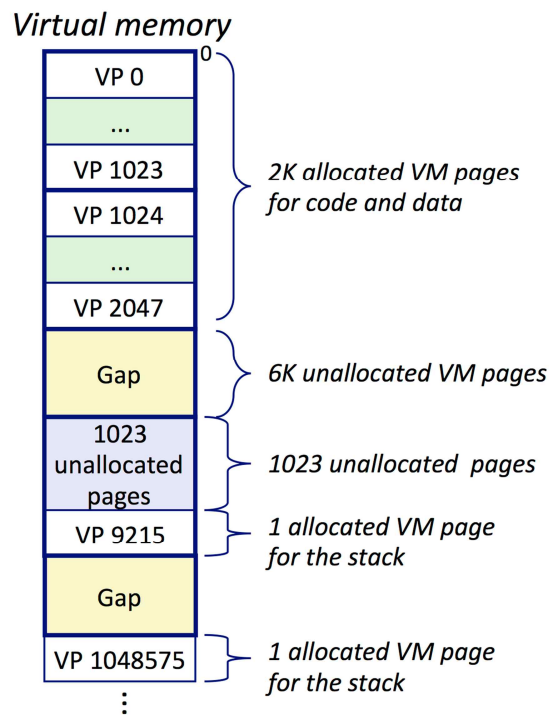 Virtual memory
0
VP 0
...
VP 1023
VP 1024
...
VP 2047
2K allocated VM pages
for code and data
Gap
6K unallocated VM pages
1023
unallocated
pages
1023 unallocated pages
VP 9215
1 allocated VM page
for the stack
Gap
VP 1048575
1 allocated VM page
for the stack
...